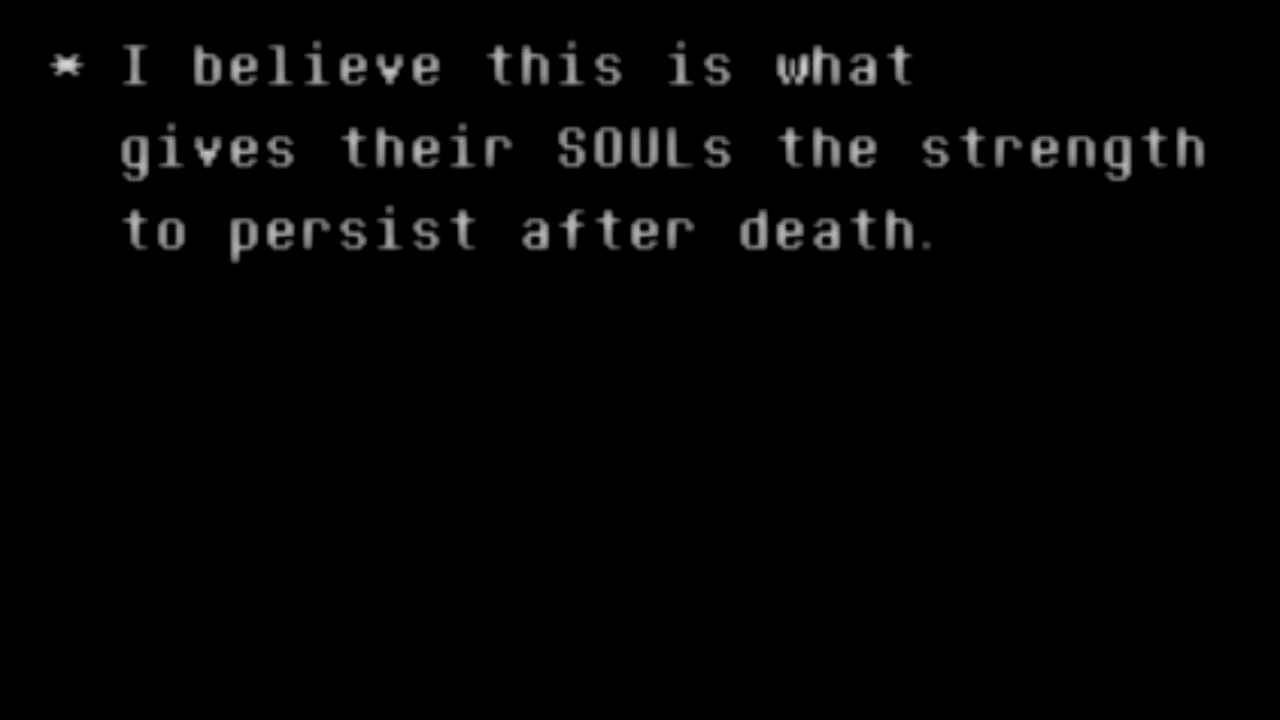 * I believe this is what
gives their SOULs the strength
to persist after death.